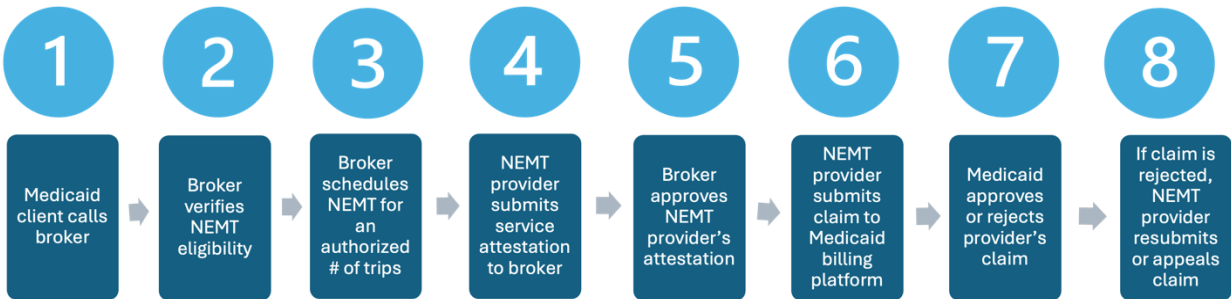 1
2
3
4
5
6
7
8
Medicaid
client calls
broker
Broker
verifies
NEMT
eligibility
Broker
schedules
NEMT for
an
authorized
# of trips
NEMT
provider
submits
service
attestation
to broker
Broker
approves
NEMT
provider’s
attestation
NEMT
provider
submits
claim to
Medicaid
billing
platform
Medicaid
approves
or rejects
provider’s
claim
If claim is
rejected,
NEMT
provider
resubmits
or appeals
claim